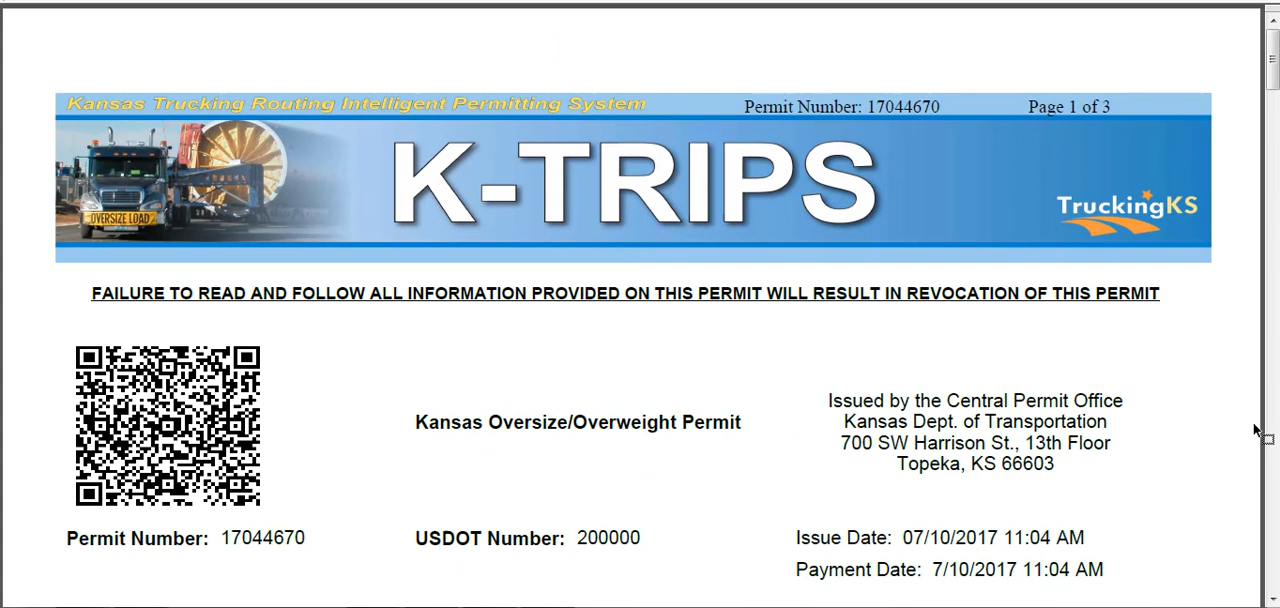 Kansas Trucking Routing Intelligent Permitting System
Permit Number: 17044670 Page 1 of 3
K-TRIPS
OVERSIZE LOAD
TruckingKS
FAILURE TO READ AND FOLLOW ALL INFORMATION PROVIDED ON THIS PERMIT WILL RESULT IN REVOCATION OF THIS PERMIT
Kansas Oversize/Overweight Permit
Issued by the Central Permit Office
Kansas Dept. of Transportation
700 SW Harrison St., 13th Floor
Topeka, KS 66603
Permit Number: 17044670 USDOT Number: 200000 Issue Date: 07/10/2017 11:04 AM
Payment Date: 7/10/2017 11:04 AM